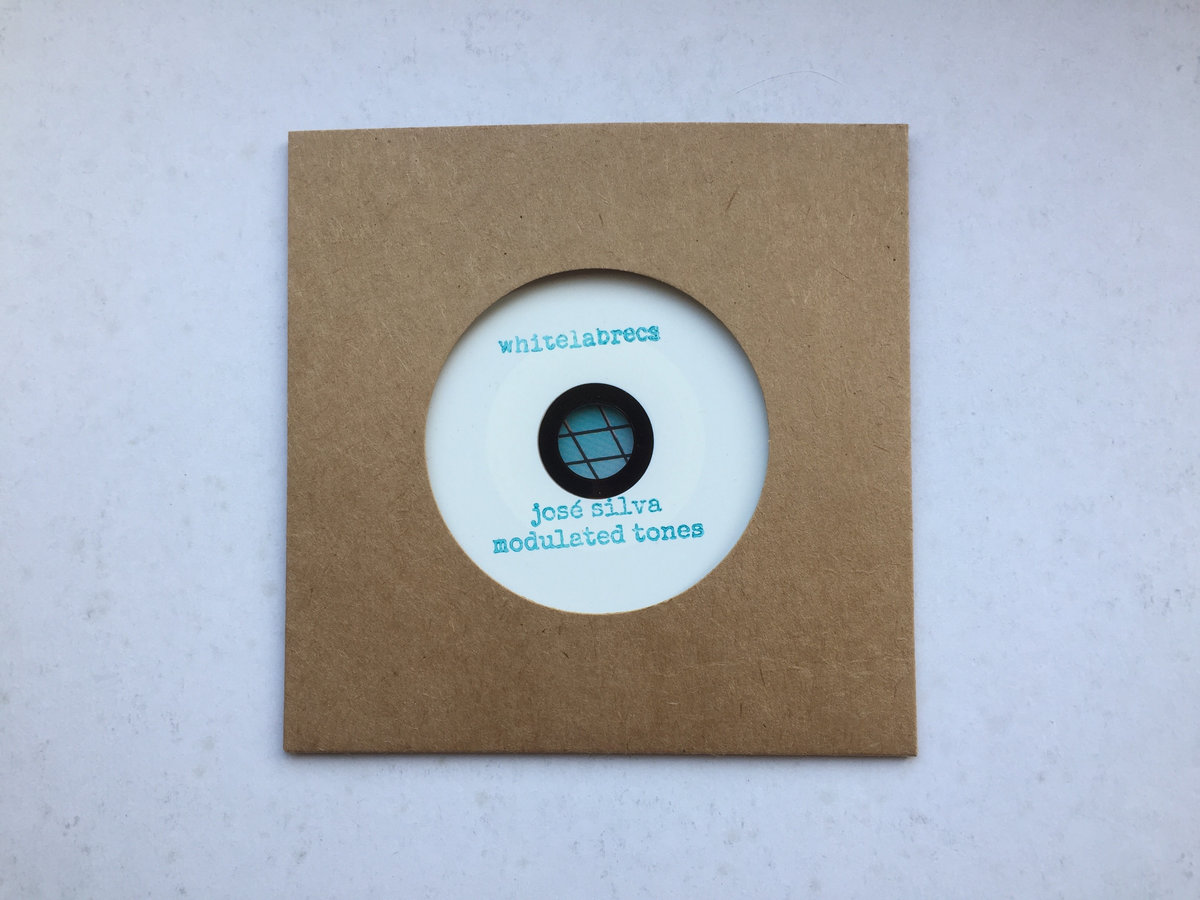 whitelabrecs
josé silva
modulated tones